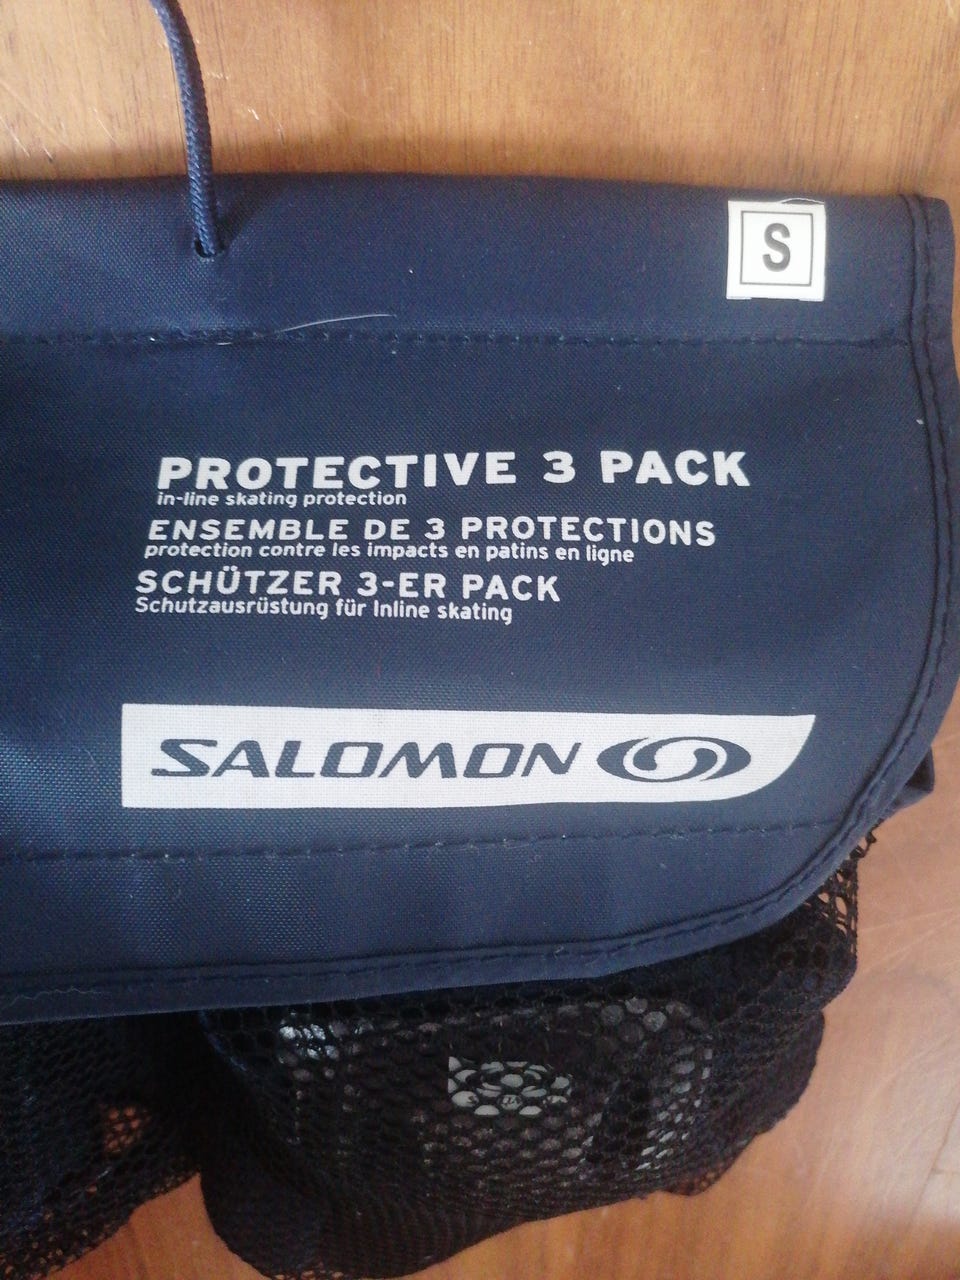 S
PROTECTIVE 3 PACK
in-line skating protection
ENSEMBLE DE 3 PROTECTIONS
protection contre les impacts en patins en ligne
SCHÜTZER 3-ER PACK
Schutzausrüstung für Inline skating
SALOMON